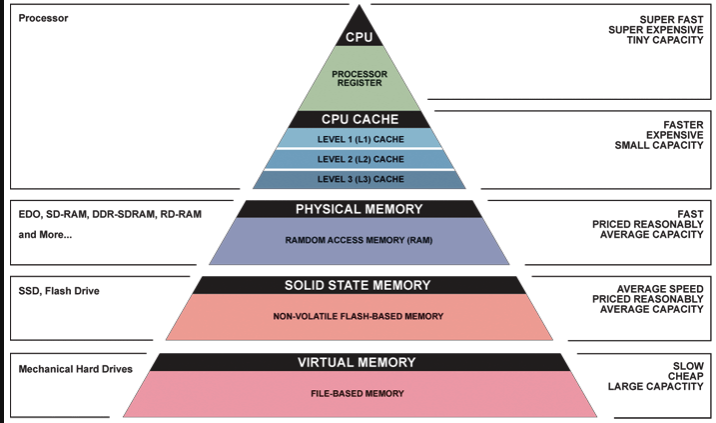 Processor
CPU
SUPER FAST
SUPER EXPENSIVE
TINY CAPACITY
PROCESSOR
REGISTER
CPU CACHE
LEVEL 1 (L1) CACHE
LEVEL 2 (L2) CACHE
LEVEL 3 (L3) CACHE
FASTER
EXPENSIVE
SMALL CAPACITY
EDO, SD-RAM, DDR-SDRAM, RD-RAM
and More...
PHYSICAL MEMORY
RAMDOM ACCESS MEMORY (RAM)
FAST
PRICED REASONABLY
AVERAGE CAPACITY
SSD, Flash Drive
SOLID STATE MEMORY
NON-VOLATILE FLASH-BASED MEMORY
AVERAGE SPEED
PRICED REASONABLY
AVERAGE CAPACITY
Mechanical Hard Drives
VIRTUAL MEMORY
FILE-BASED MEMORY
SLOW
CHEAP
LARGE CAPACTITY